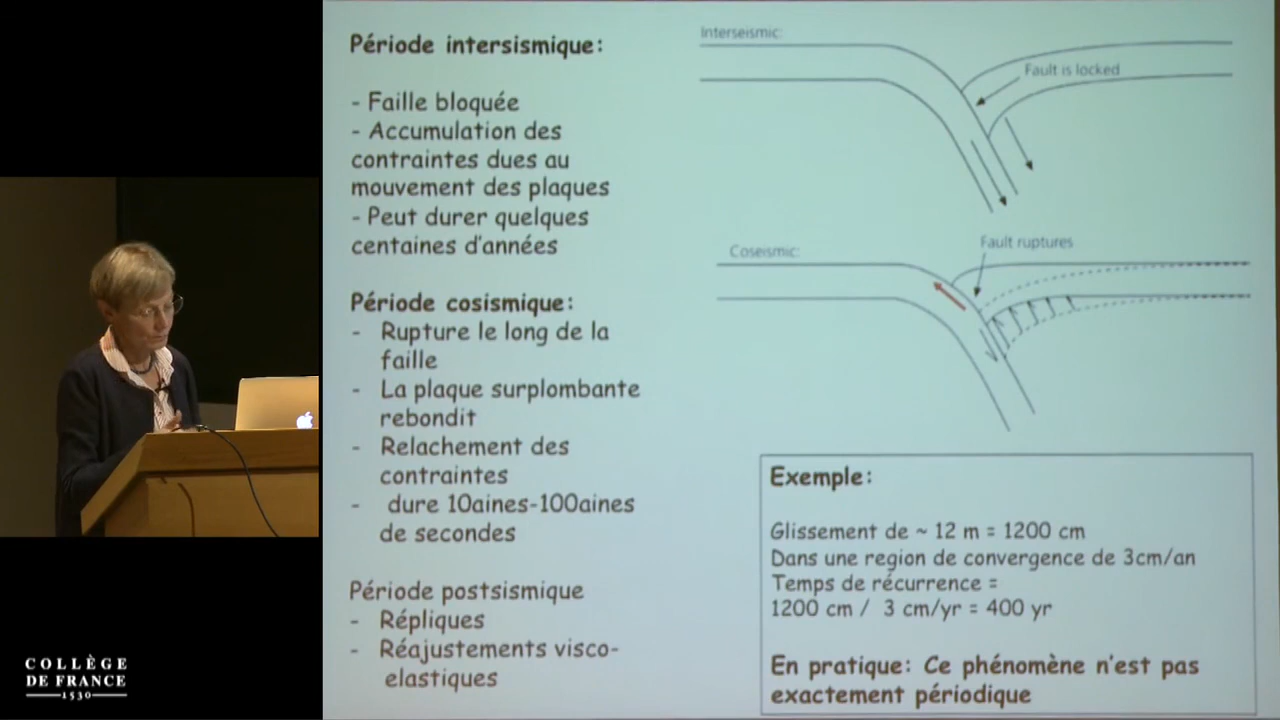 Période intersismique:
- Faille bloquée
- Accumulation des
contraintes dues au
mouvement des plaques
- Peut durer quelques
centaines d'années
Période cosismique:
- Rupture le long de la
faille
- La plaque surplombante
rebondit
- Relachement des
contraintes
- dure 10aines-100aines
de secondes
Période postsismique
- Répliques
- Réajustements visco-
elastiques
Interseismic:
Fault is locked
Coseismic:
Fault ruptures
Exemple:
Glissement de ~ 12 m = 1200 cm
Dans une region de convergence de 3cm/an
Temps de récurrence =
1200 cm / 3 cm/yr = 400 yr
En pratique: Ce phénomène n'est pas
exactement périodique
COLLÈGE
DE FRANCE
1530